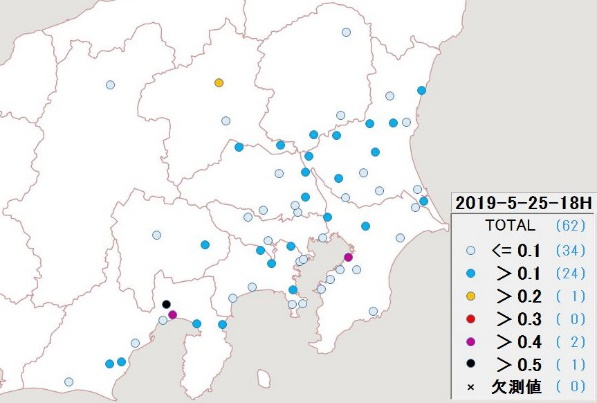 2019-5-25-18H
TOTAL (62)
<= 0.1 (34)
> 0.1 (24)
> 0.2 ( 1)
> 0.3 ( 0)
> 0.4 ( 2)
> 0.5 ( 1)
× 欠測値 ( 0)